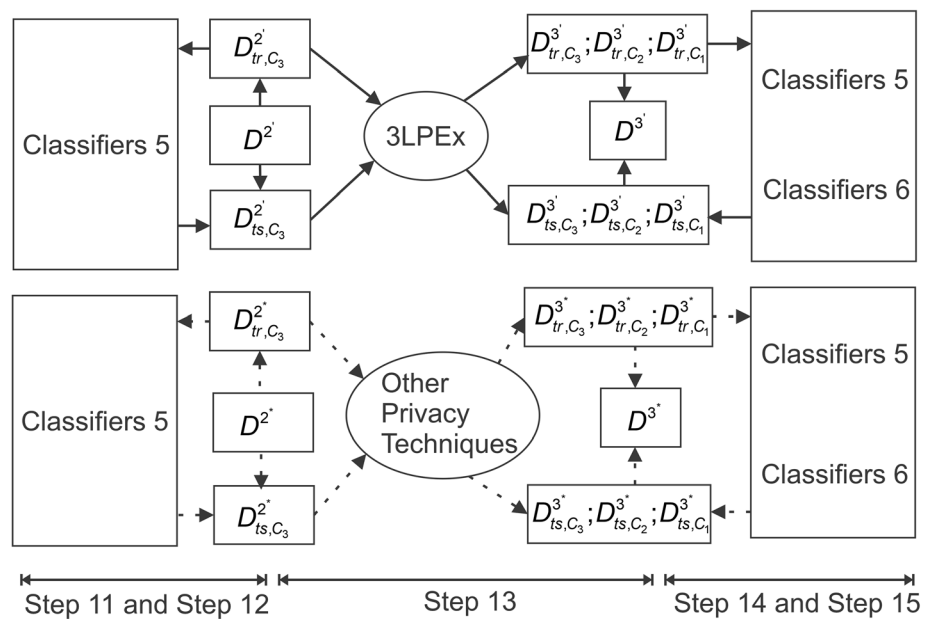 Classifiers 5
D^{2'}_{tr,C_3}
D^{2'}
D^{2'}_{ts,C_3}
3LPEx
D^{3'}_{tr,C_3};D^{3'}_{tr,C_2};D^{3'}_{tr,C_1}
D^{3'}
D^{3'}_{ts,C_3};D^{3'}_{ts,C_2};D^{3'}_{ts,C_1}
Classifiers 5
Classifiers 6
Classifiers 5
D^{2*}_{tr,C_3}
D^{2*}
D^{2*}_{ts,C_3}
Other
Privacy
Techniques
D^{3*}_{tr,C_3};D^{3*}_{tr,C_2};D^{3*}_{tr,C_1}
D^{3*}
D^{3*}_{ts,C_3};D^{3*}_{ts,C_2};D^{3*}_{ts,C_1}
Classifiers 5
Classifiers 6
Step 11 and Step 12
Step 13
Step 14 and Step 15